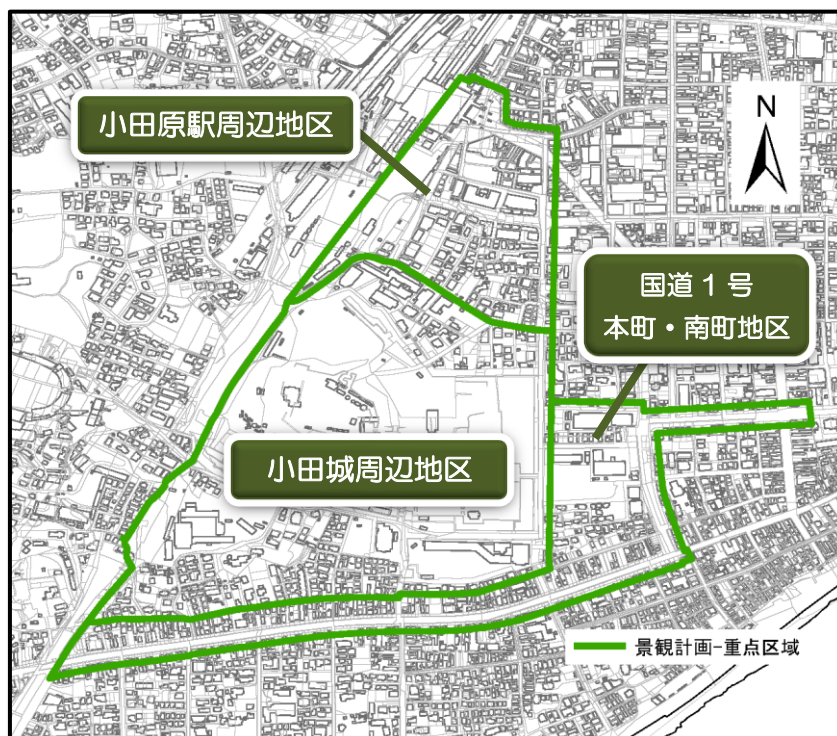 小田原駅周辺地区
N
国道1号
本町・南町地区
小田城周辺地区
景観計画-重点区域